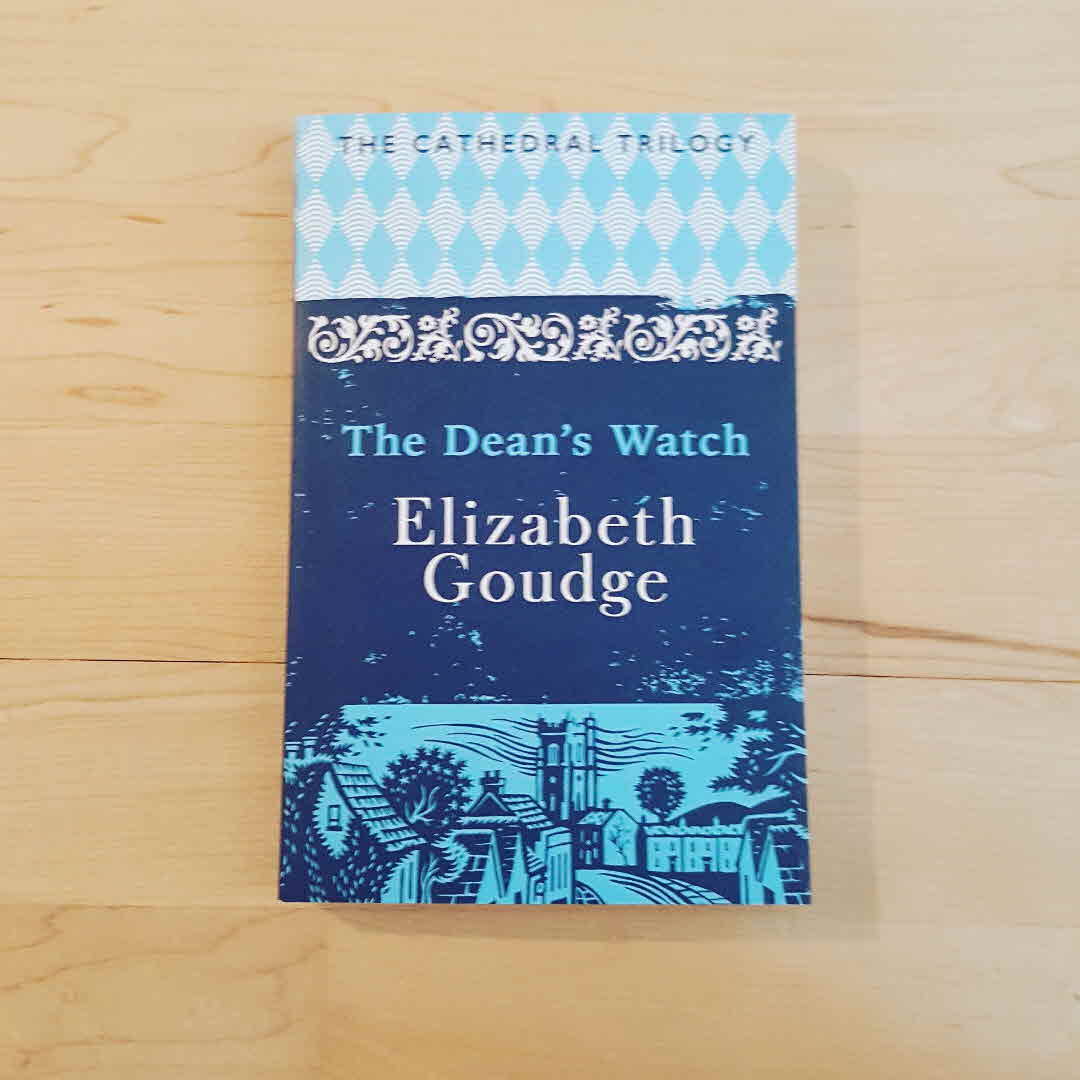 THE CATHEDRAL TRILOGY
The Dean's Watch
Elizabeth
Goudge